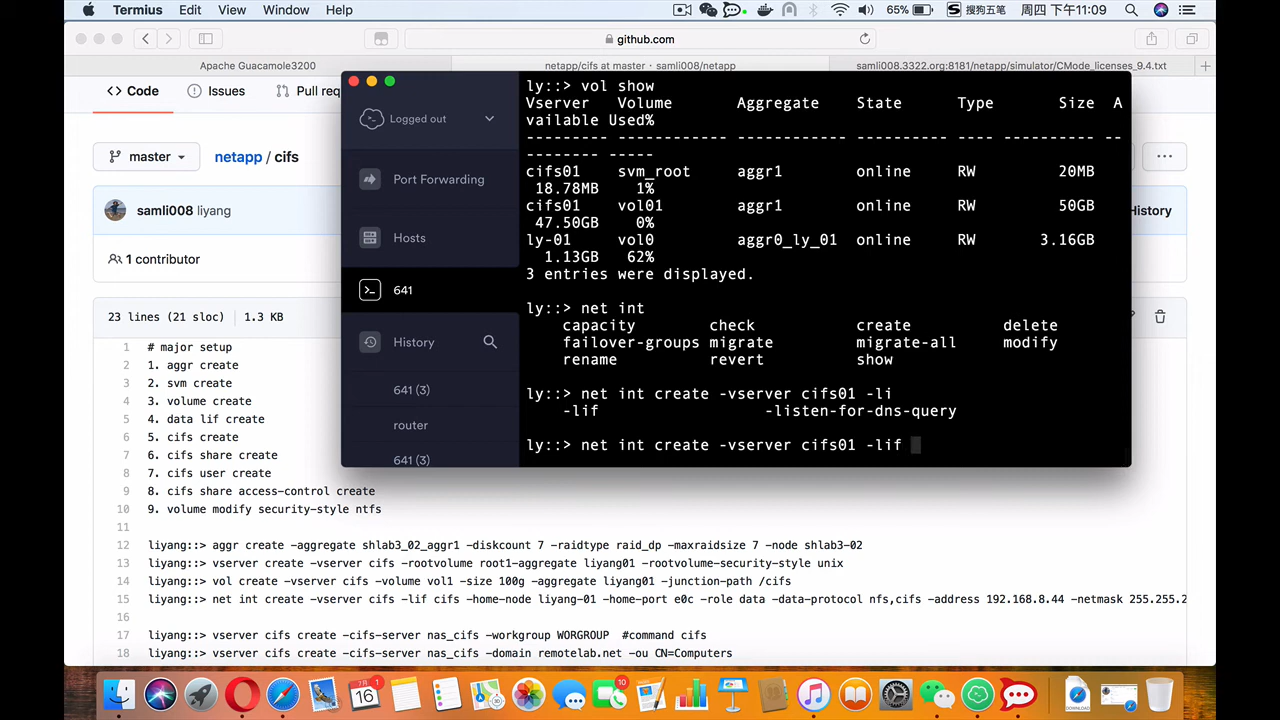 Termius Edit View Window Help 65% S 搜狗五笔 周四 下午11:09
github.com
Apache Guacamole3200 netapp/cifs at master · samli008/netapp samli008.3322.org:8181/netapp/simulator/CMode_licenses_9.4.txt
Code Issues Pull req
master netapp / cifs
samli008 liyang History
1 contributor
23 lines (21 sloc) 1.3 KB
1 # major setup
2 1. aggr create
3 2. svm create
4 3. volume create
5 4. data lif create
6 5. cifs create
7 6. cifs share create
8 7. cifs user create
9 8. cifs share access-control create
10 9. volume modify security-style ntfs
11
12 liyang::> aggr create -aggregate shlab3_02_aggr1 -diskcount 7 -raidtype raid_dp -maxraidsize 7 -node shlab3-02
13 liyang::> vserver create -vserver cifs -rootvolume root1-aggregate liyang01 -rootvolume-security-style unix
14 liyang::> vol create -vserver cifs -volume vol1 -size 100g -aggregate liyang01 -junction-path /cifs
15 liyang::> net int create -vserver cifs -lif cifs -home-node liyang-01 -home-port e0c -role data -data-protocol nfs,cifs -address 192.168.8.44 -netmask 255.255.2
16
17 liyang::> vserver cifs create -cifs-server nas_cifs -workgroup WORGROUP #command cifs
18 liyang::> vserver cifs create -cifs-server nas_cifs -domain remotelab.net -ou CN=Computers
Logged out
Port Forwarding
Hosts
641
History
641 (3)
router
641 (3)
ly::> vol show
Vserver Volume Aggregate State Type Size A
vailable Used%
--------- ------------ ------------ ---------- ---- ---------- --
-------- -----
cifs01 svm_root aggr1 online RW 20MB
18.78MB 1%
cifs01 vol01 aggr1 online RW 50GB
47.50GB 0%
ly-01 vol0 aggr0_ly_01 online RW 3.16GB
1.13GB 62%
3 entries were displayed.
ly::> net int
capacity check create delete
failover-groups migrate migrate-all modify
rename revert show
ly::> net int create -vserver cifs01 -li
-lif -listen-for-dns-query
ly::> net int create -vserver cifs01 -lif
16
10